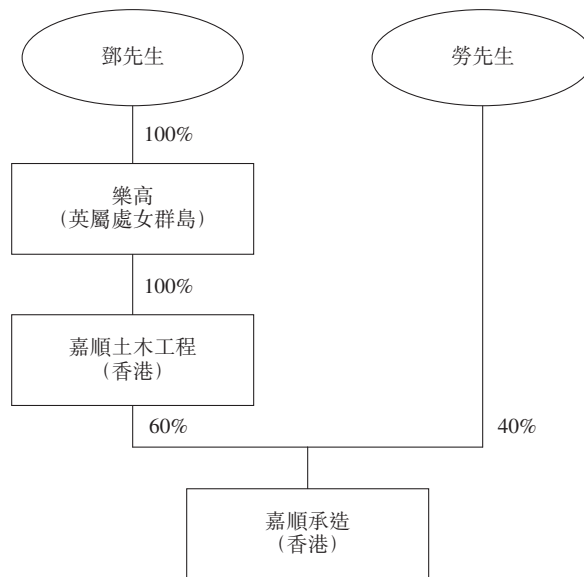 鄧先生
勞先生
100%
樂高
(英屬處女群島)
100%
嘉順土木工程
(香港)
60%
40%
嘉順承造
(香港)